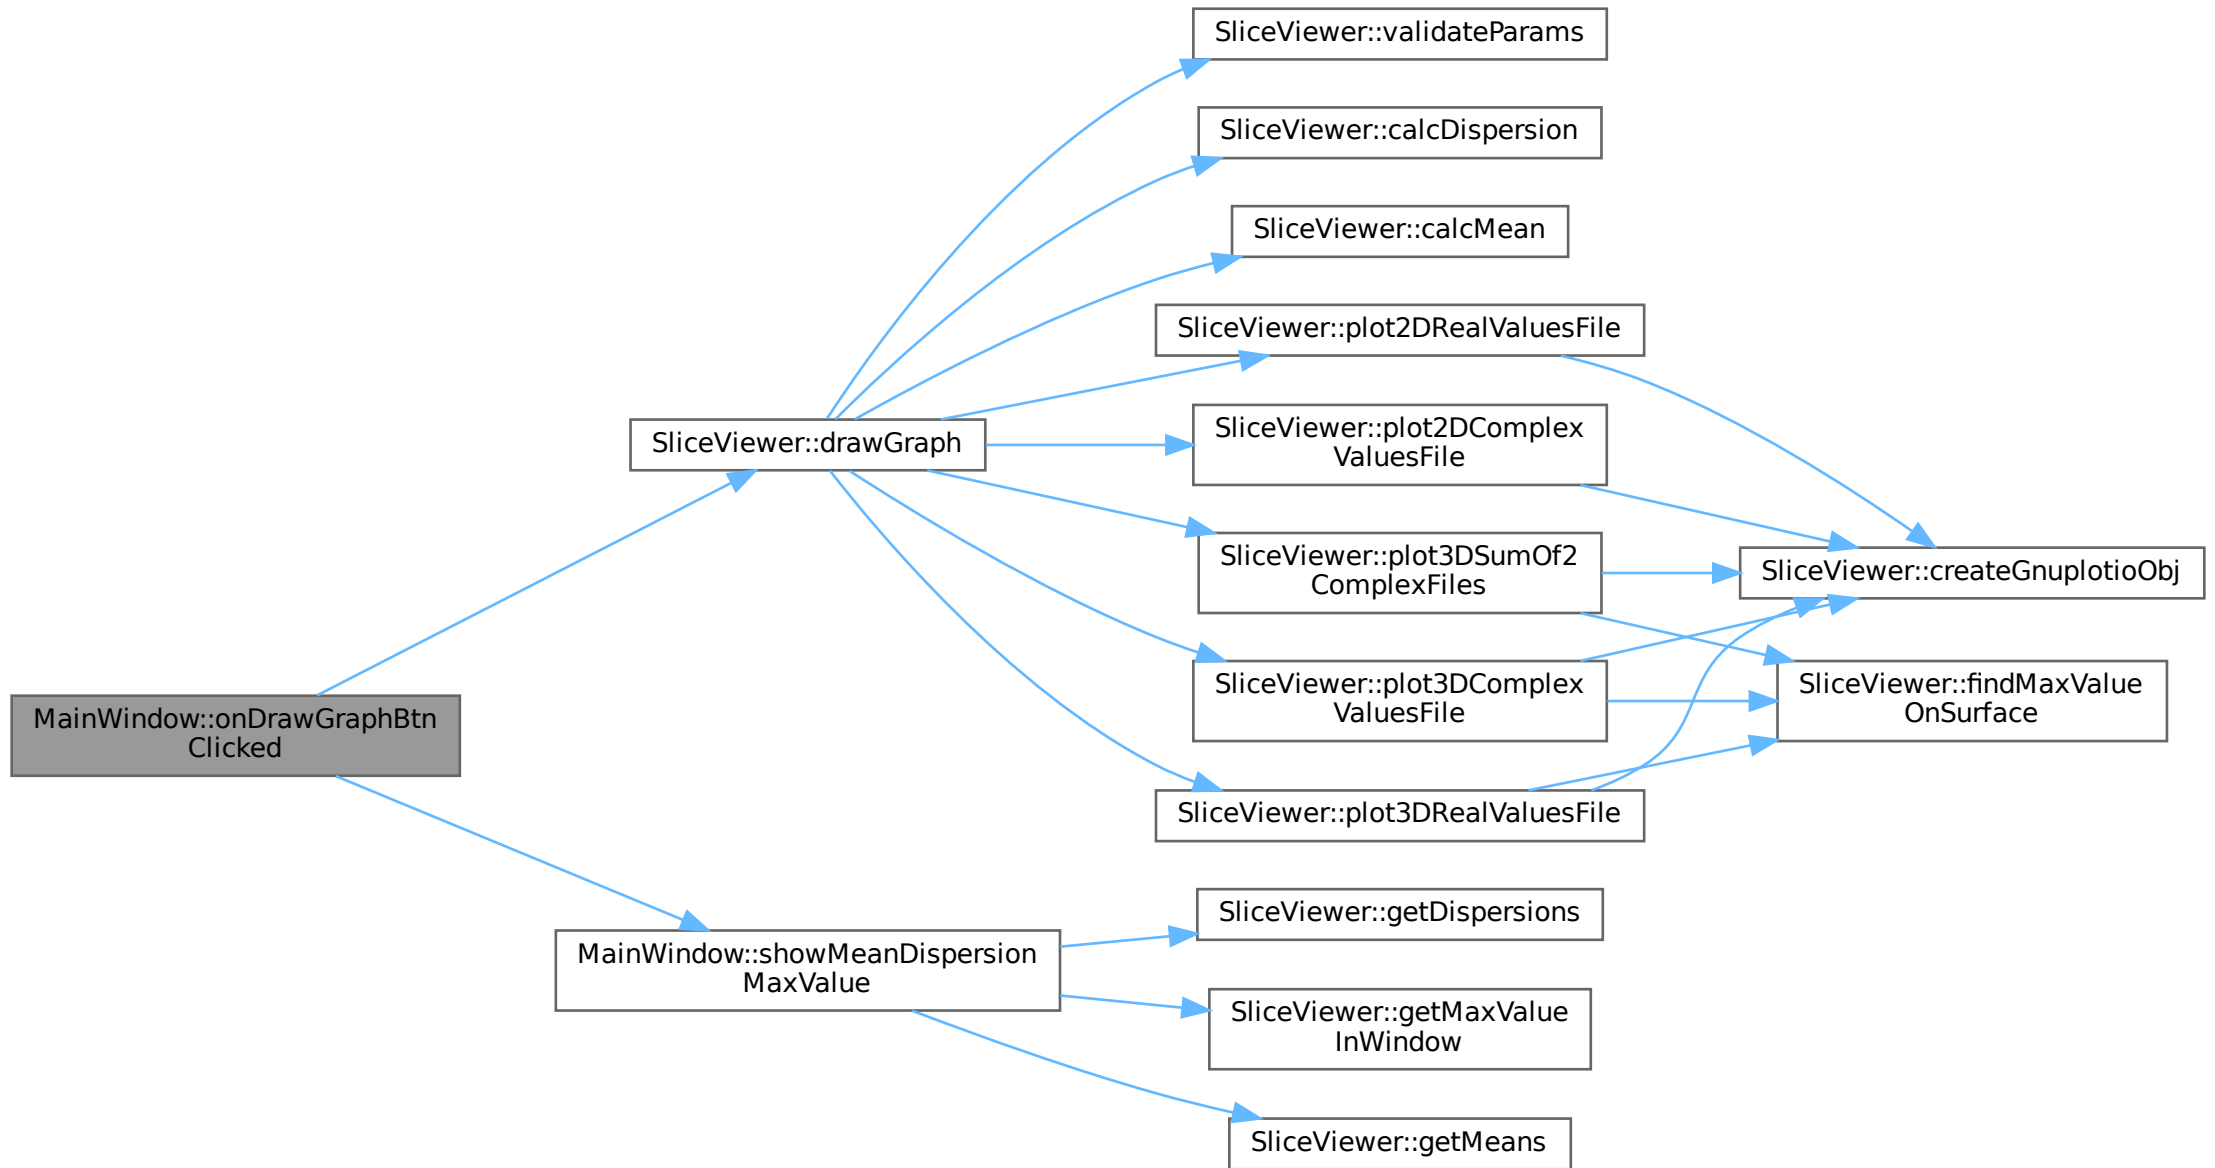 SliceViewer::validateParams
SliceViewer::calcDispersion
SliceViewer::calcMean
SliceViewer::plot2DRealValuesFile
SliceViewer::drawGraph
SliceViewer::plot2DComplex
ValuesFile
SliceViewer::plot3DSumOf2
ComplexFiles
SliceViewer::createGnuplotioObj
SliceViewer::plot3DComplex
ValuesFile
SliceViewer::findMaxValue
OnSurface
MainWindow::onDrawGraphBtn
Clicked
SliceViewer::plot3DRealValuesFile
SliceViewer::getDispersions
MainWindow::showMeanDispersion
MaxValue
SliceViewer::getMaxValue
InWindow
SliceViewer::getMeans